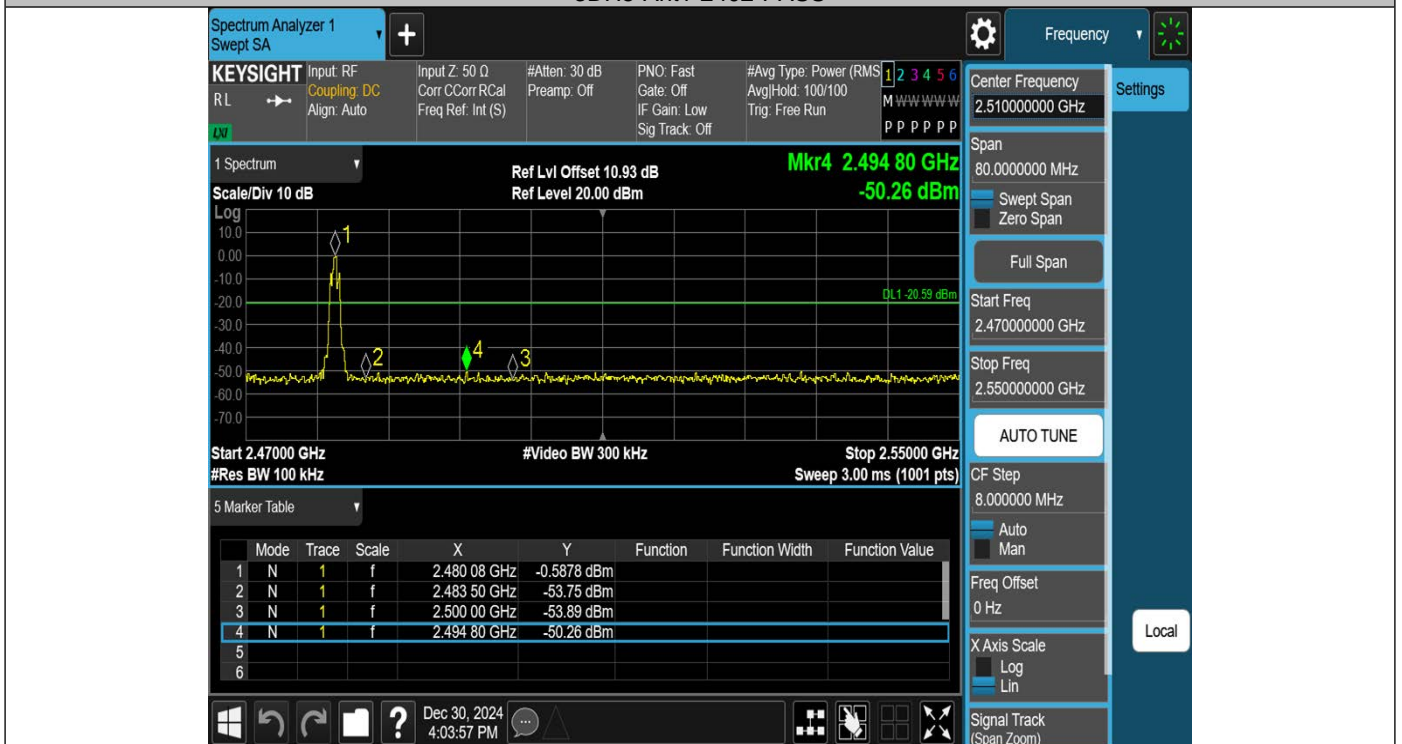 Spectrum Analyzer 1
Swept SA
+
Frequency
KEYSIGHT
RL
LXI
Input: RF
Coupling: DC
Align: Auto
Input Z: 50 Ω
Corr CCorr RCal
Freq Ref: Int (S)
#Atten: 30 dB
Preamp: Off
PNO: Fast
Gate: Off
IF Gain: Low
Sig Track: Off
#Avg Type: Power (RMS
Avg|Hold: 100/100
Trig: Free Run
1 2 3 4 5 6
M W W W W W
P P P P P P
1 Spectrum
Scale/Div 10 dB
Ref Lvl Offset 10.93 dB
Ref Level 20.00 dBm
Mkr4 2.494 80 GHz
-50.26 dBm
Log
10.0
0.00
-10.0
-20.0
-30.0
-40.0
-50.0
-60.0
-70.0
1
2
4
3
DL1 -20.59 dBm
Start 2.47000 GHz
#Video BW 300 kHz
Stop 2.55000 GHz
#Res BW 100 kHz
Sweep 3.00 ms (1001 pts)
5 Marker Table
Mode Trace Scale X Y Function Function Width Function Value
1 N 1 f 2.480 08 GHz -0.5878 dBm
2 N 1 f 2.483 50 GHz -53.75 dBm
3 N 1 f 2.500 00 GHz -53.89 dBm
4 N 1 f 2.494 80 GHz -50.26 dBm
5
6
?
Dec 30, 2024
4:03:57 PM
Center Frequency
2.510000000 GHz
Settings
Span
80.0000000 MHz
Swept Span
Zero Span
Full Span
Start Freq
2.470000000 GHz
Stop Freq
2.550000000 GHz
AUTO TUNE
CF Step
8.000000 MHz
Auto
Man
Freq Offset
0 Hz
X Axis Scale
Log
Lin
Local
Signal Track
(Span Zoom)